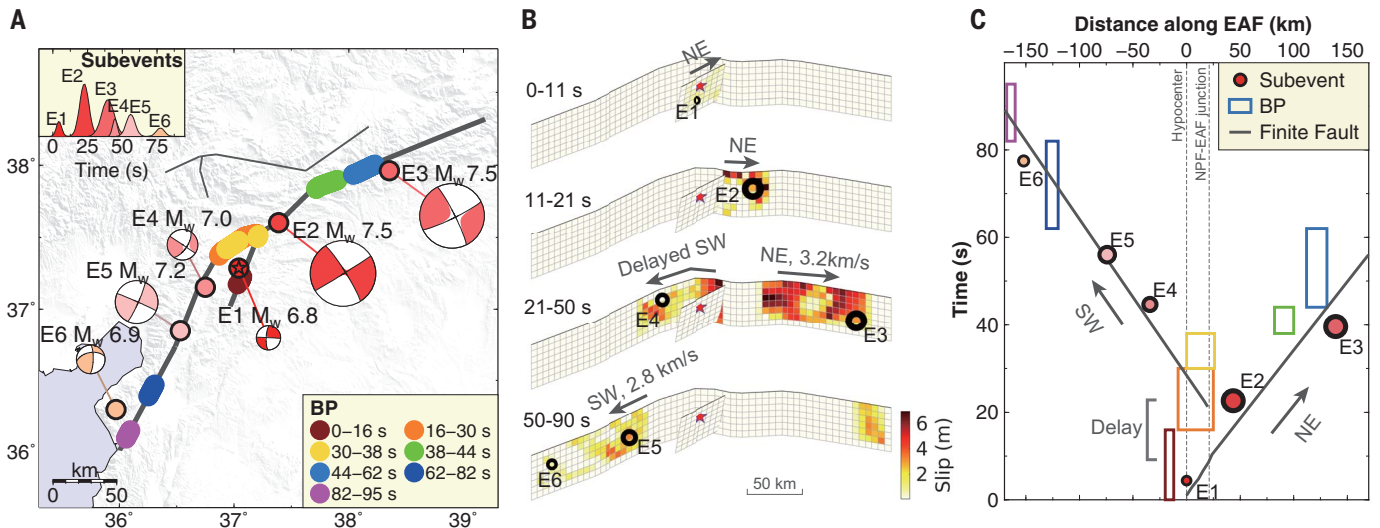 A
Subevents
E2
E3
E4E5
E1
E6
0 25 50 75
Time (s)
38°
37°
36°
36° 37° 38° 39°
E3 Mw 7.5
E4 Mw 7.0
E2 Mw 7.5
E5 Mw 7.2
E1 Mw 6.8
E6 Mw 6.9
km
0 50
BP
0–16 s 16–30 s
30–38 s 38–44 s
44–62 s 62–82 s
82–95 s
B
NE
0-11 s
E1
NE
11-21 s
E2
Delayed SW
NE, 3.2km/s
21-50 s
E4
E3
SW, 2.8 km/s
50-90 s
E5
E6
50 km
6
4
2
Slip (m)
C
Distance along EAF (km)
−150 −100 −50 0 50 100 150
Hypocenter
NPF-EAF junction
Subevent
BP
Finite Fault
Time (s)
80
60
40
20
0
E6
E5
E4
SW
E3
E2
Delay
NE
E1